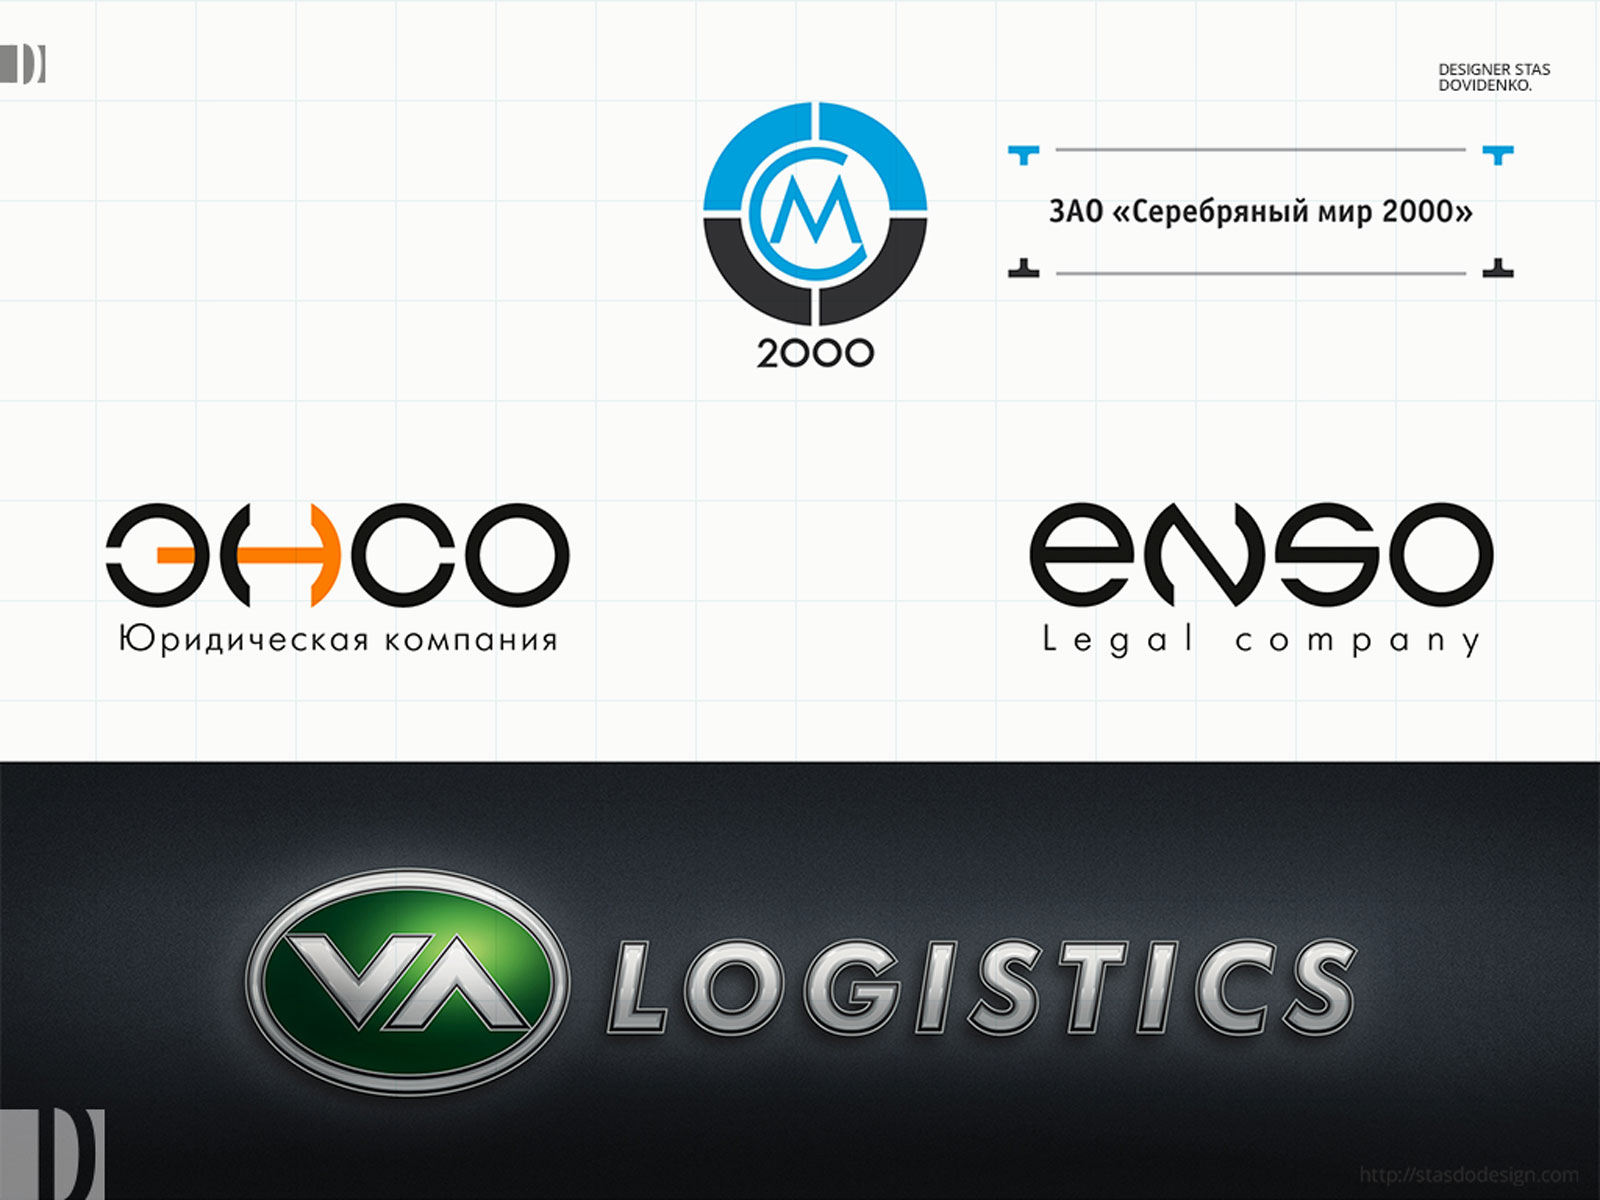 D
DESIGNER STAS
DOVIDENKO.
CM
2000
ЗАО «Серебряный мир 2000»
ЭНСО
Юридическая компания
enso
Legal company
VA LOGISTICS
D
http://stasdodesign.com